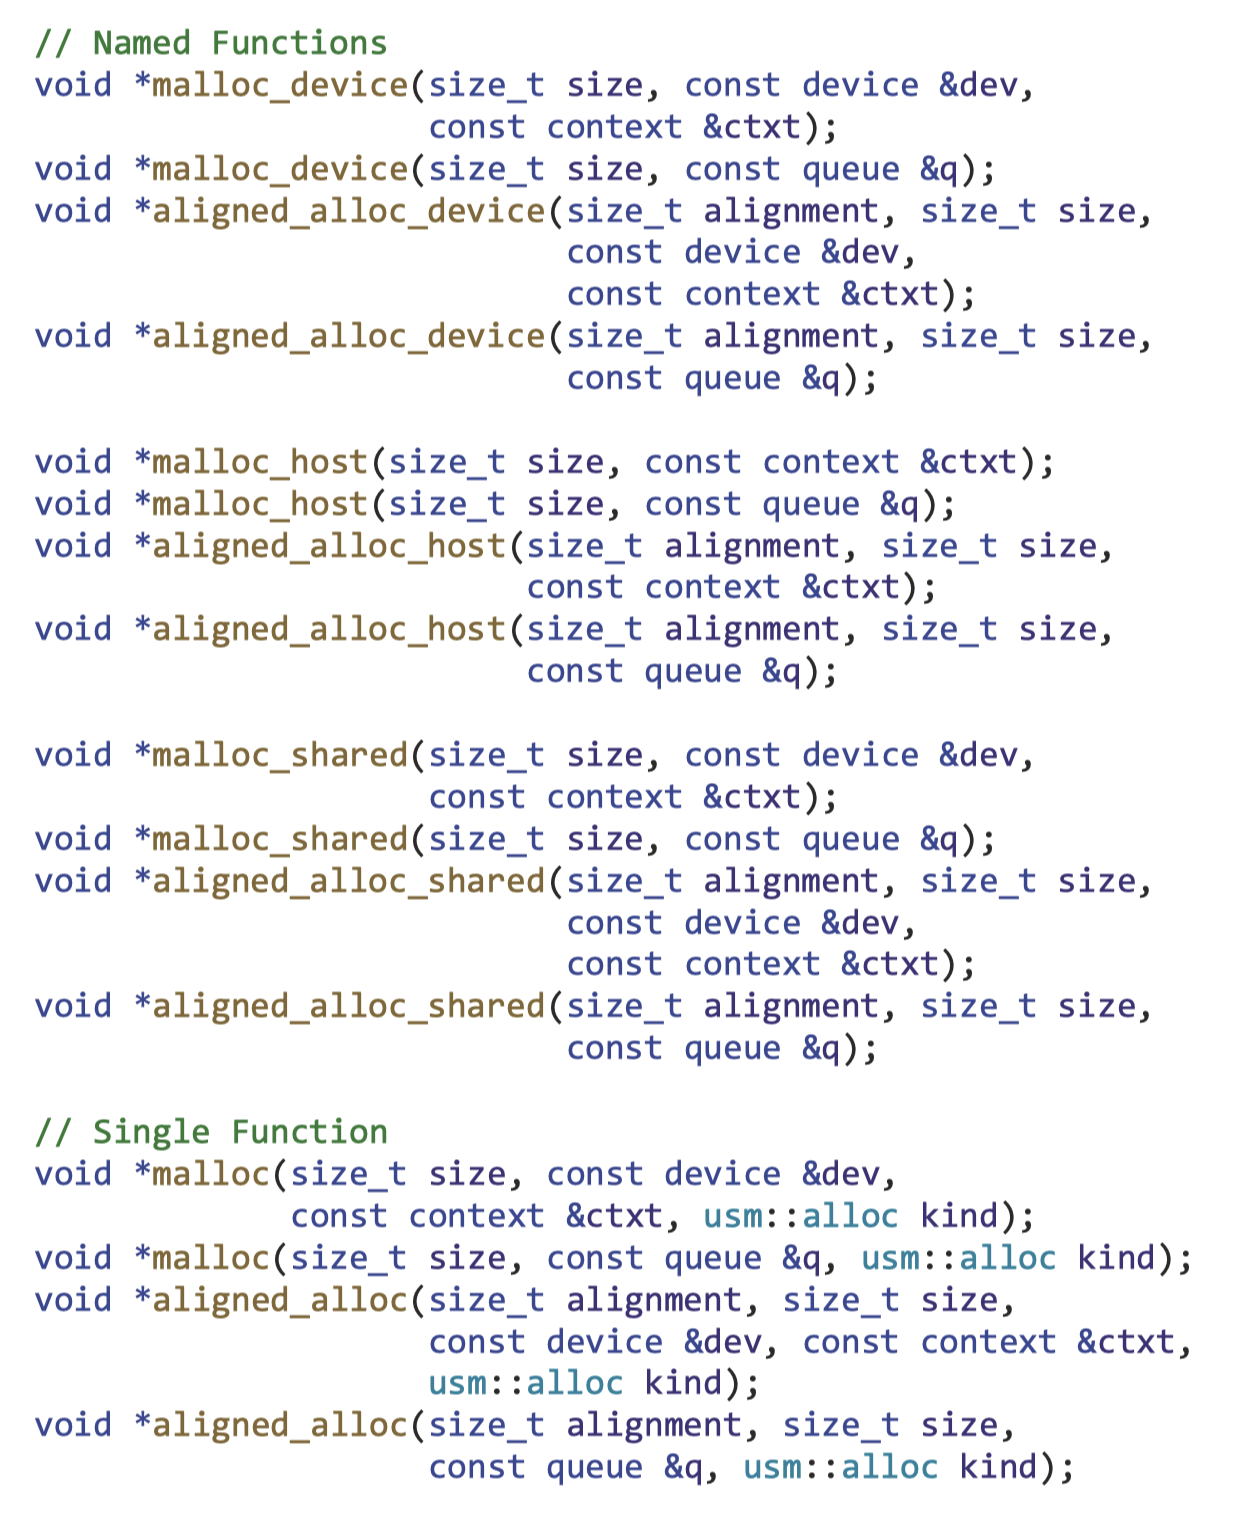 // Named Functions
void *malloc_device(size_t size, const device &dev,
                    const context &ctxt);
void *malloc_device(size_t size, const queue &q);
void *aligned_alloc_device(size_t alignment, size_t size,
                           const device &dev,
                           const context &ctxt);
void *aligned_alloc_device(size_t alignment, size_t size,
                           const queue &q);

void *malloc_host(size_t size, const context &ctxt);
void *malloc_host(size_t size, const queue &q);
void *aligned_alloc_host(size_t alignment, size_t size,
                         const context &ctxt);
void *aligned_alloc_host(size_t alignment, size_t size,
                         const queue &q);

void *malloc_shared(size_t size, const device &dev,
                    const context &ctxt);
void *malloc_shared(size_t size, const queue &q);
void *aligned_alloc_shared(size_t alignment, size_t size,
                           const device &dev,
                           const context &ctxt);
void *aligned_alloc_shared(size_t alignment, size_t size,
                           const queue &q);

// Single Function
void *malloc(size_t size, const device &dev,
             const context &ctxt, usm::alloc kind);
void *malloc(size_t size, const queue &q, usm::alloc kind);
void *aligned_alloc(size_t alignment, size_t size,
                    const device &dev, const context &ctxt,
                    usm::alloc kind);
void *aligned_alloc(size_t alignment, size_t size,
                    const queue &q, usm::alloc kind);